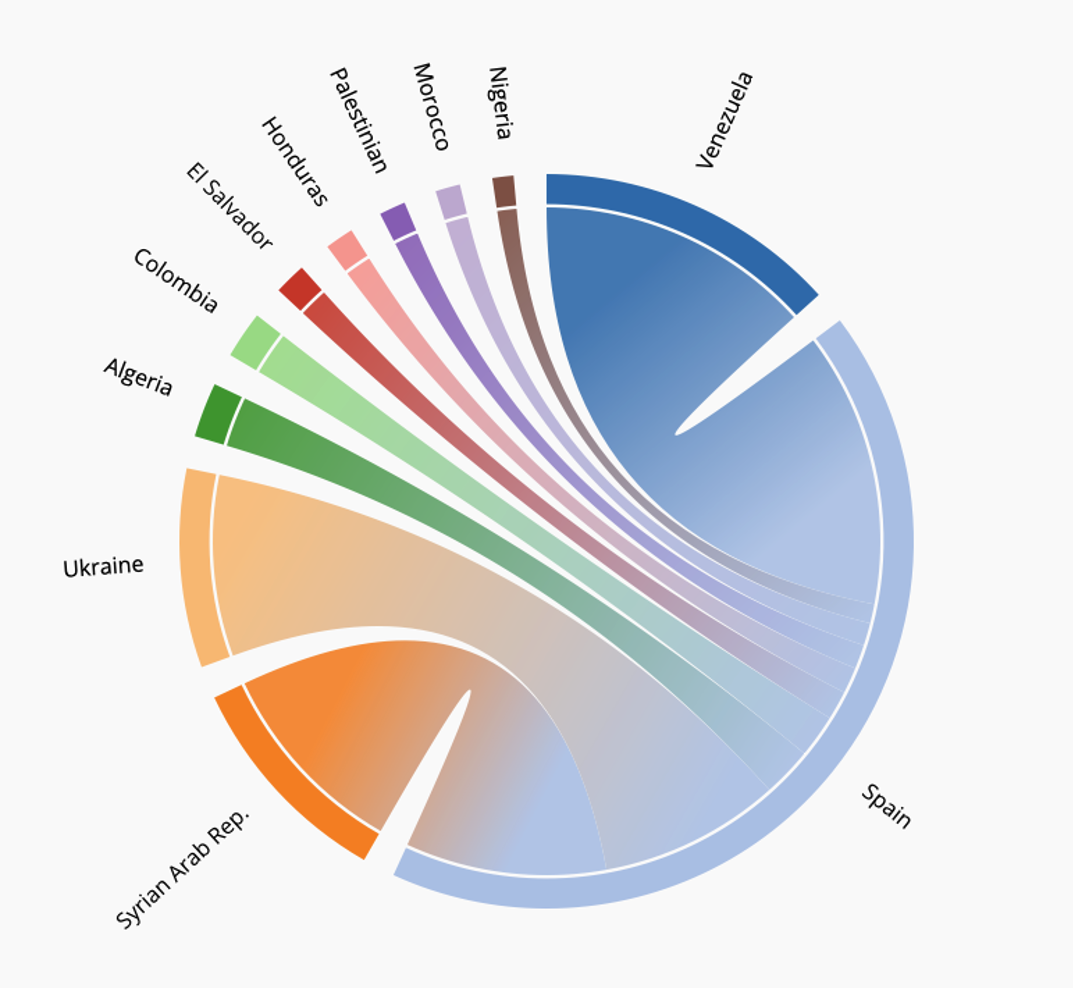 Venezuela
Spain
Syrian Arab Rep.
Ukraine
Algeria
Colombia
El Salvador
Honduras
Palestinian
Morocco
Nigeria